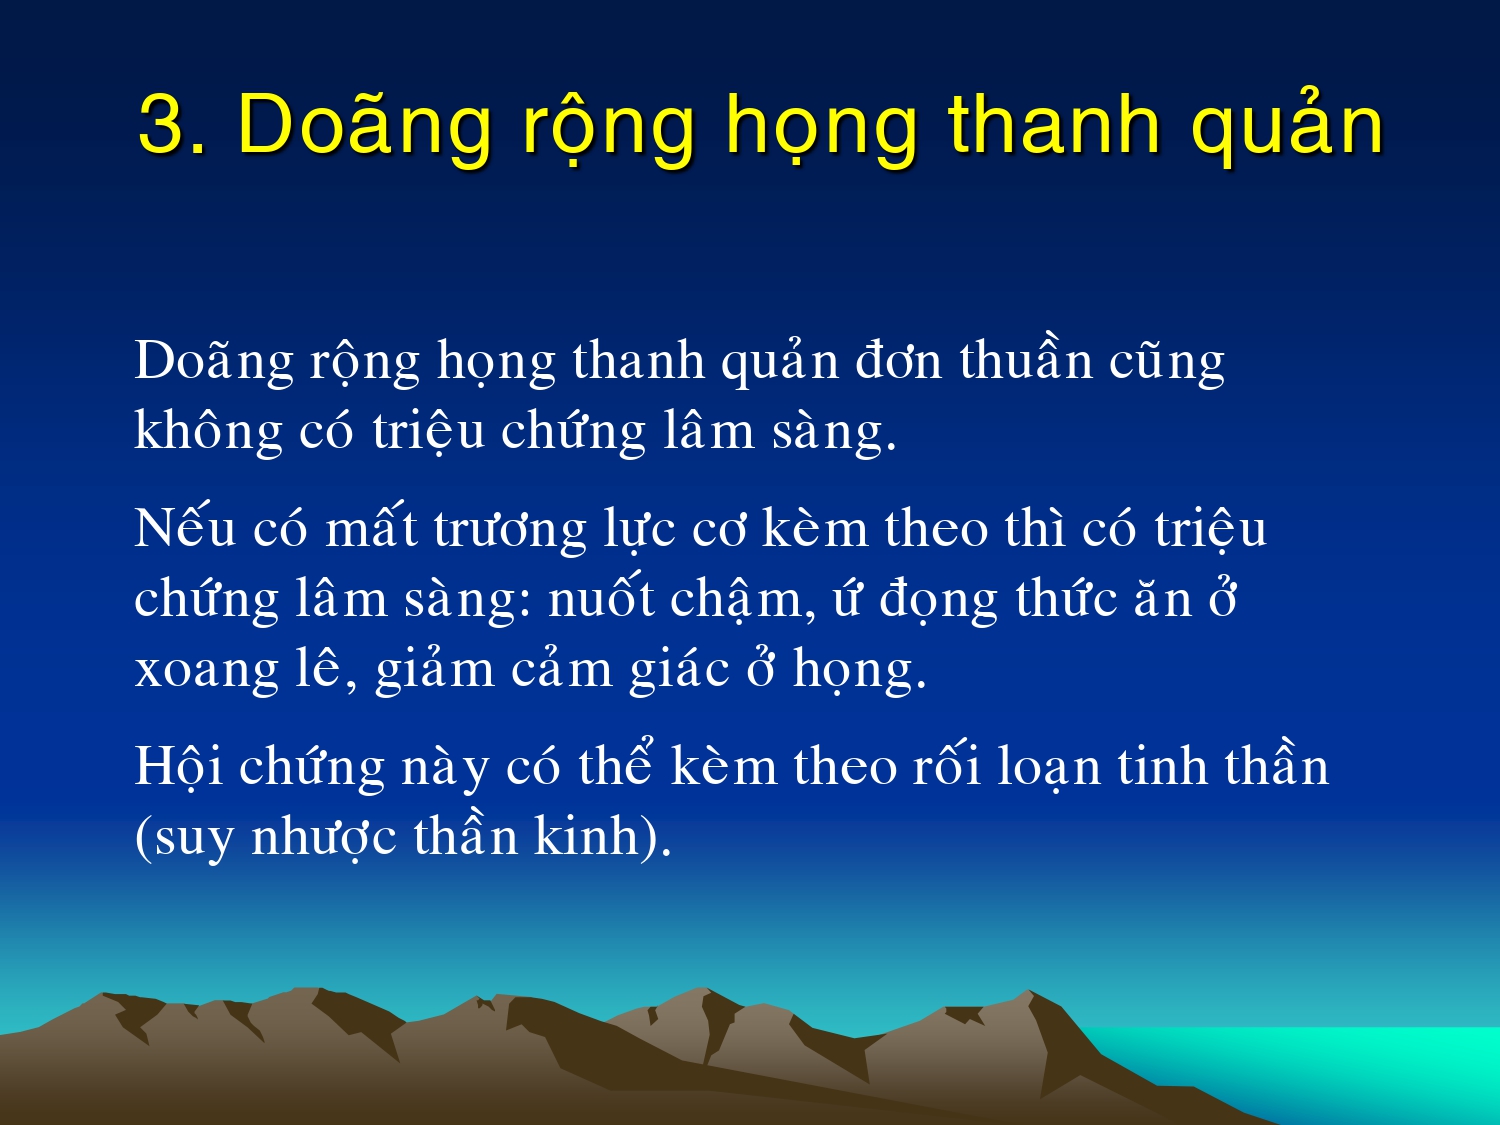 3. Doãng rộng họng thanh quản
Doãng rộng họng thanh quản đơn thuần cũng
không có triệu chứng lâm sàng.
Nếu có mất trương lực cơ kèm theo thì có triệu
chứng lâm sàng: nuốt chậm, ứ đọng thức ăn ở
xoang lê, giảm cảm giác ở họng.
Hội chứng này có thể kèm theo rối loạn tinh thần
(suy nhược thần kinh).